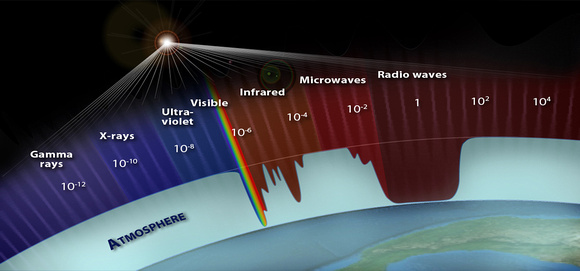 Gamma
rays
X-rays
Ultra-
violet
Visible
Infrared
Microwaves
Radio waves
10⁻¹²
10⁻¹⁰
10⁻⁸
10⁻⁶
10⁻⁴
10⁻²
1
10²
10⁴
ATMOSPHERE